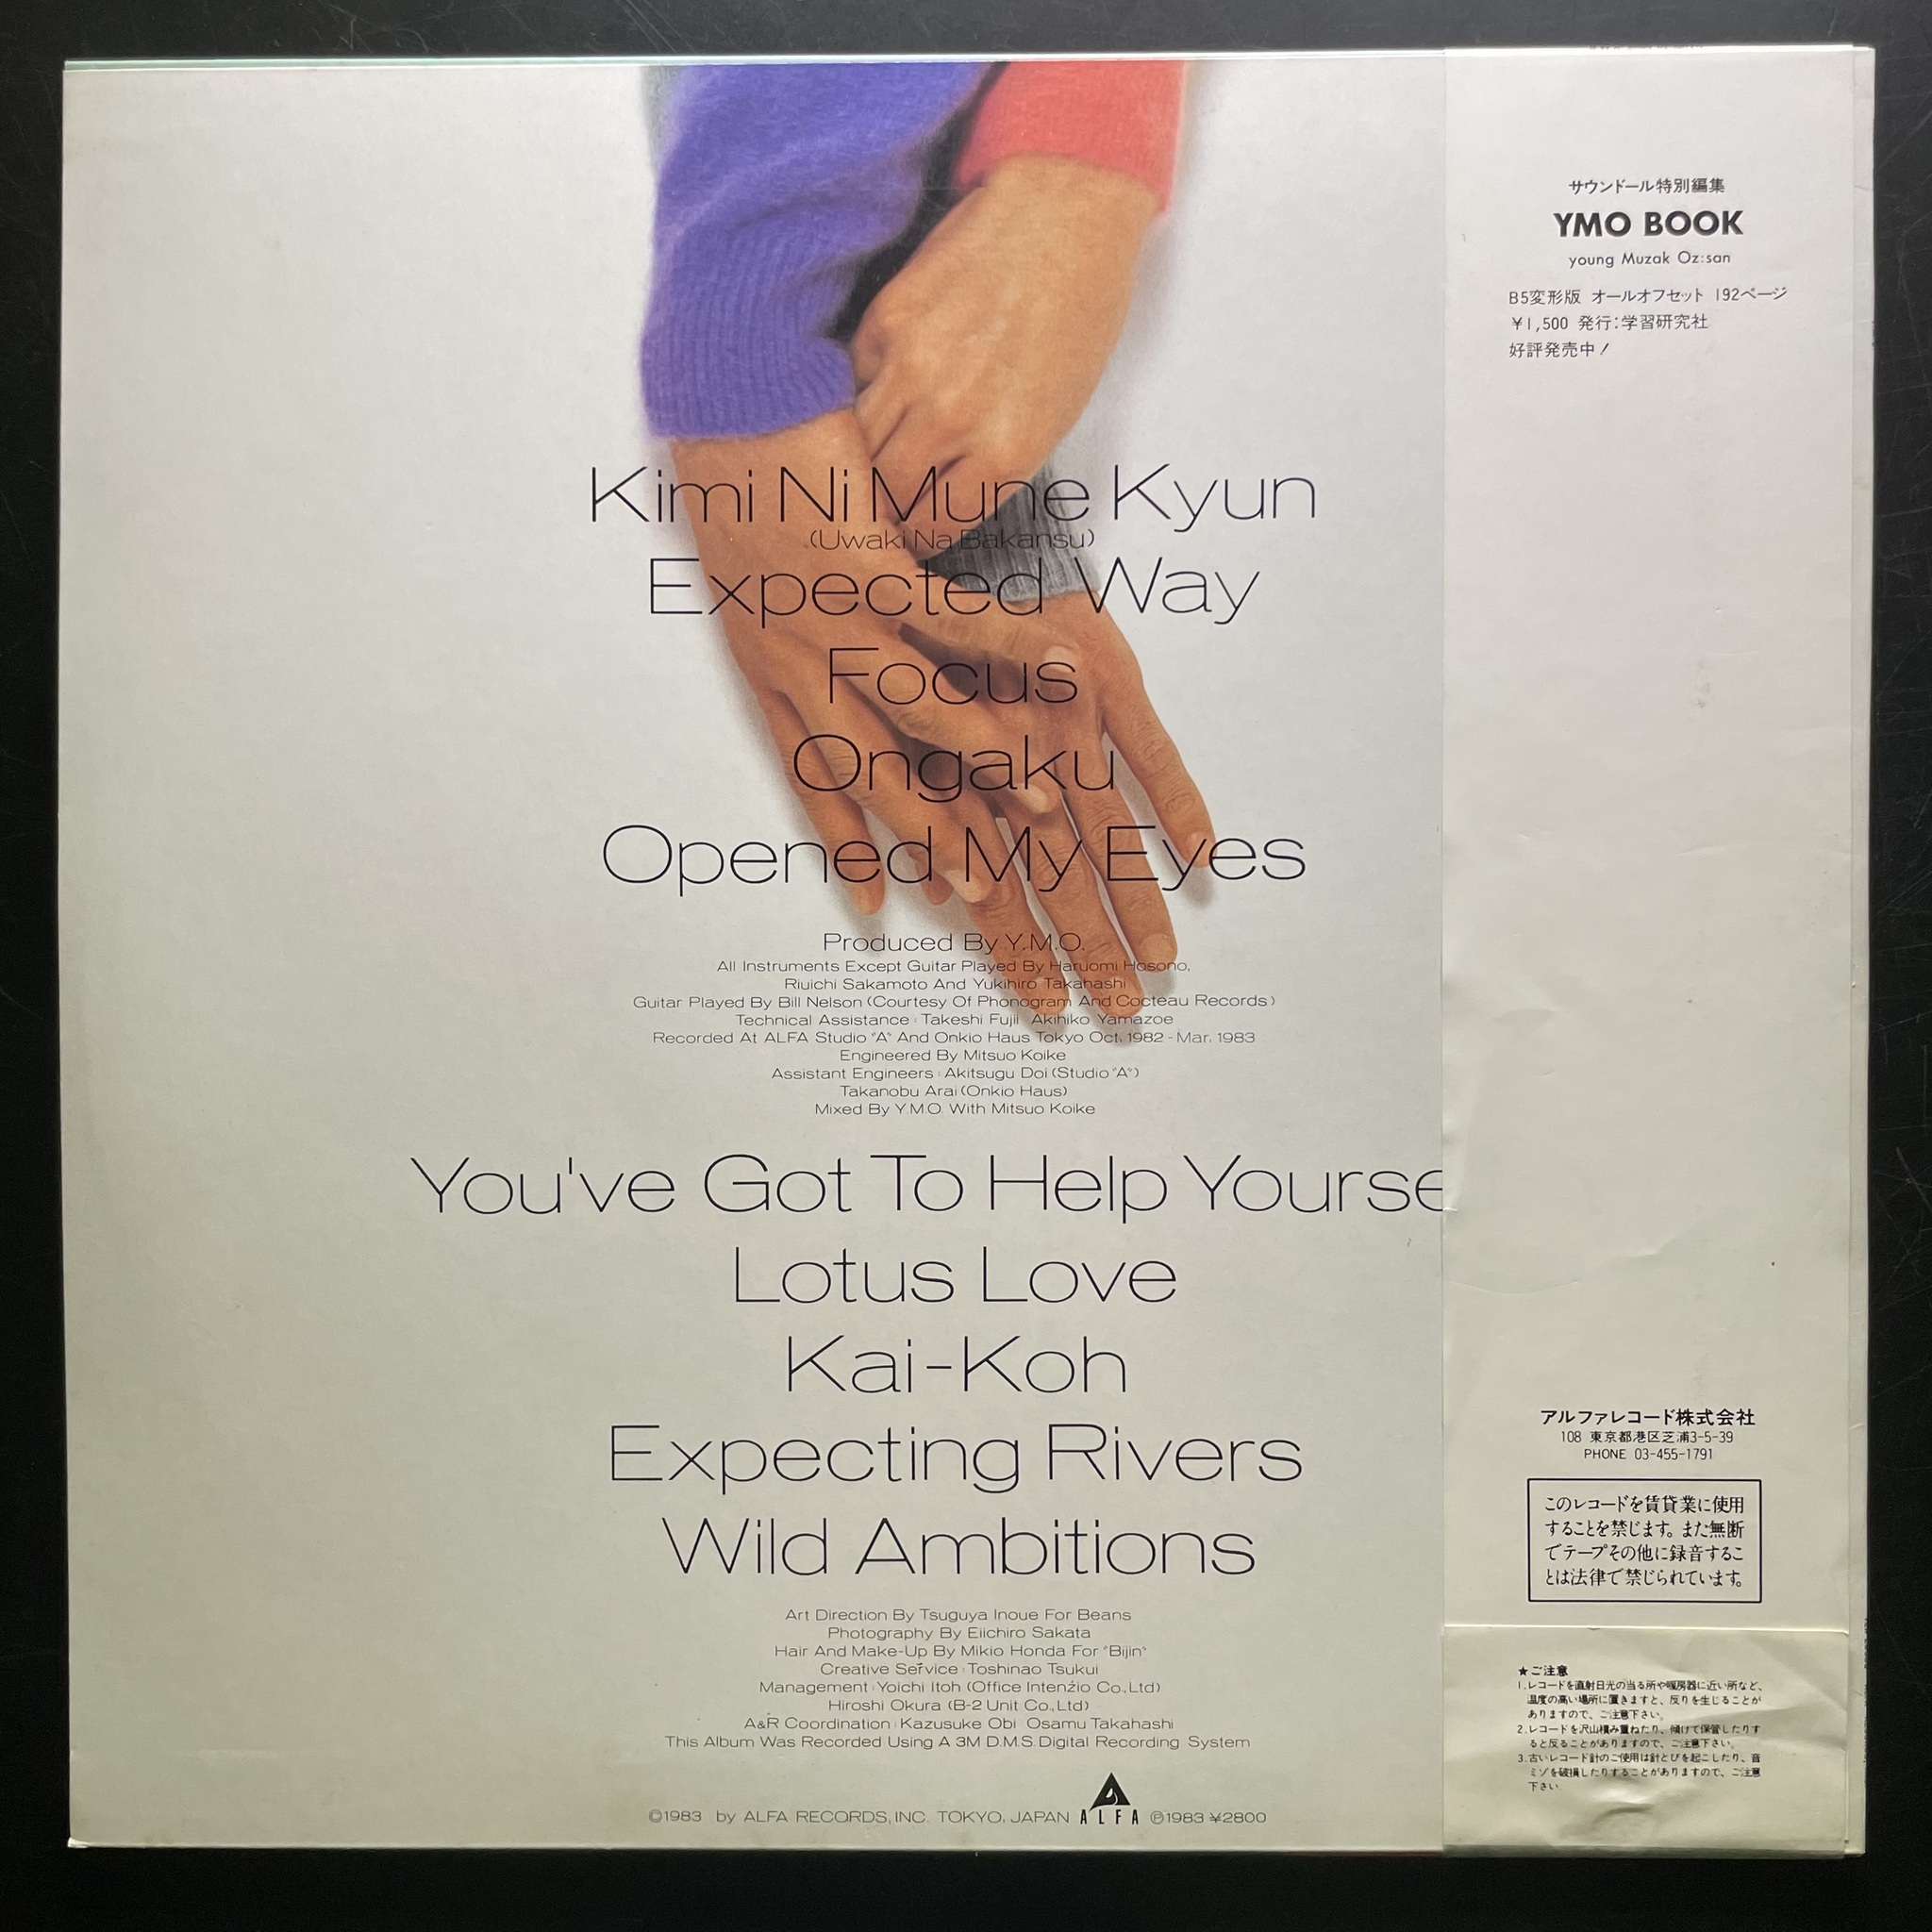 Kimi Ni Mune Kyun
(Uwaki Na Bakansu)
Expected Way
Focus
Ongaku
Opened My Eyes
Produced By Y.M.O.
All Instruments Except Guitar Played By Haruomi Hosono,
Riuichi Sakamoto And Yukihiro Takahashi
Guitar Played By Bill Nelson (Courtesy Of Phonogram And Cocteau Records)
Technical Assistance : Takeshi Fujii Akihiko Yamazoe
Recorded At ALFA Studio "A" And Onkio Haus Tokyo Oct. 1982 - Mar. 1983
Engineered By Mitsuo Koike
Assistant Engineers : Akitsugu Doi (Studio "A")
Takanobu Arai (Onkio Haus)
Mixed By Y.M.O. With Mitsuo Koike
You've Got To Help Yourse
Lotus Love
Kai-Koh
Expecting Rivers
Wild Ambitions
Art Direction By Tsuguya Inoue For Beans
Photography By Eiichiro Sakata
Hair And Make-Up By Mikio Honda For "Bijin"
Creative Service : Toshinao Tsukui
Management : Yoichi Itoh (Office Intenzio Co.,Ltd)
Hiroshi Okura (B-2 Unit Co.,Ltd)
A&R Coordination : Kazusuke Obi Osamu Takahashi
This Album Was Recorded Using A 3M D.M.S. Digital Recording System
©1983 by ALFA RECORDS, INC. TOKYO, JAPAN ALFA ℗1983 ¥2800
サウンドール特別編集
YMO BOOK
young Muzak Oz:san
B5変形版 オールオフセット 192ページ
¥1,500 発行：学習研究社
好評発売中！
アルファレコード株式会社
108 東京都港区芝浦3-5-39
PHONE 03-455-1791
このレコードを賃貸業に使用
することを禁じます。また無断
でテープその他に録音するこ
とは法律で禁じられています。
★ご注意
1.レコードを直射日光の当る所や暖房器に近い所など、
温度の高い場所に置きますと、反りを生じることが
ありますので、ご注意下さい。
2.レコードを沢山積み重ねたり、傾けて保管したりす
ると反ることがありますので、ご注意下さい。
3.古いレコード針のご使用は針とびを起こしたり、音
ミゾを破損したりすることがありますので、ご注意
下さい。